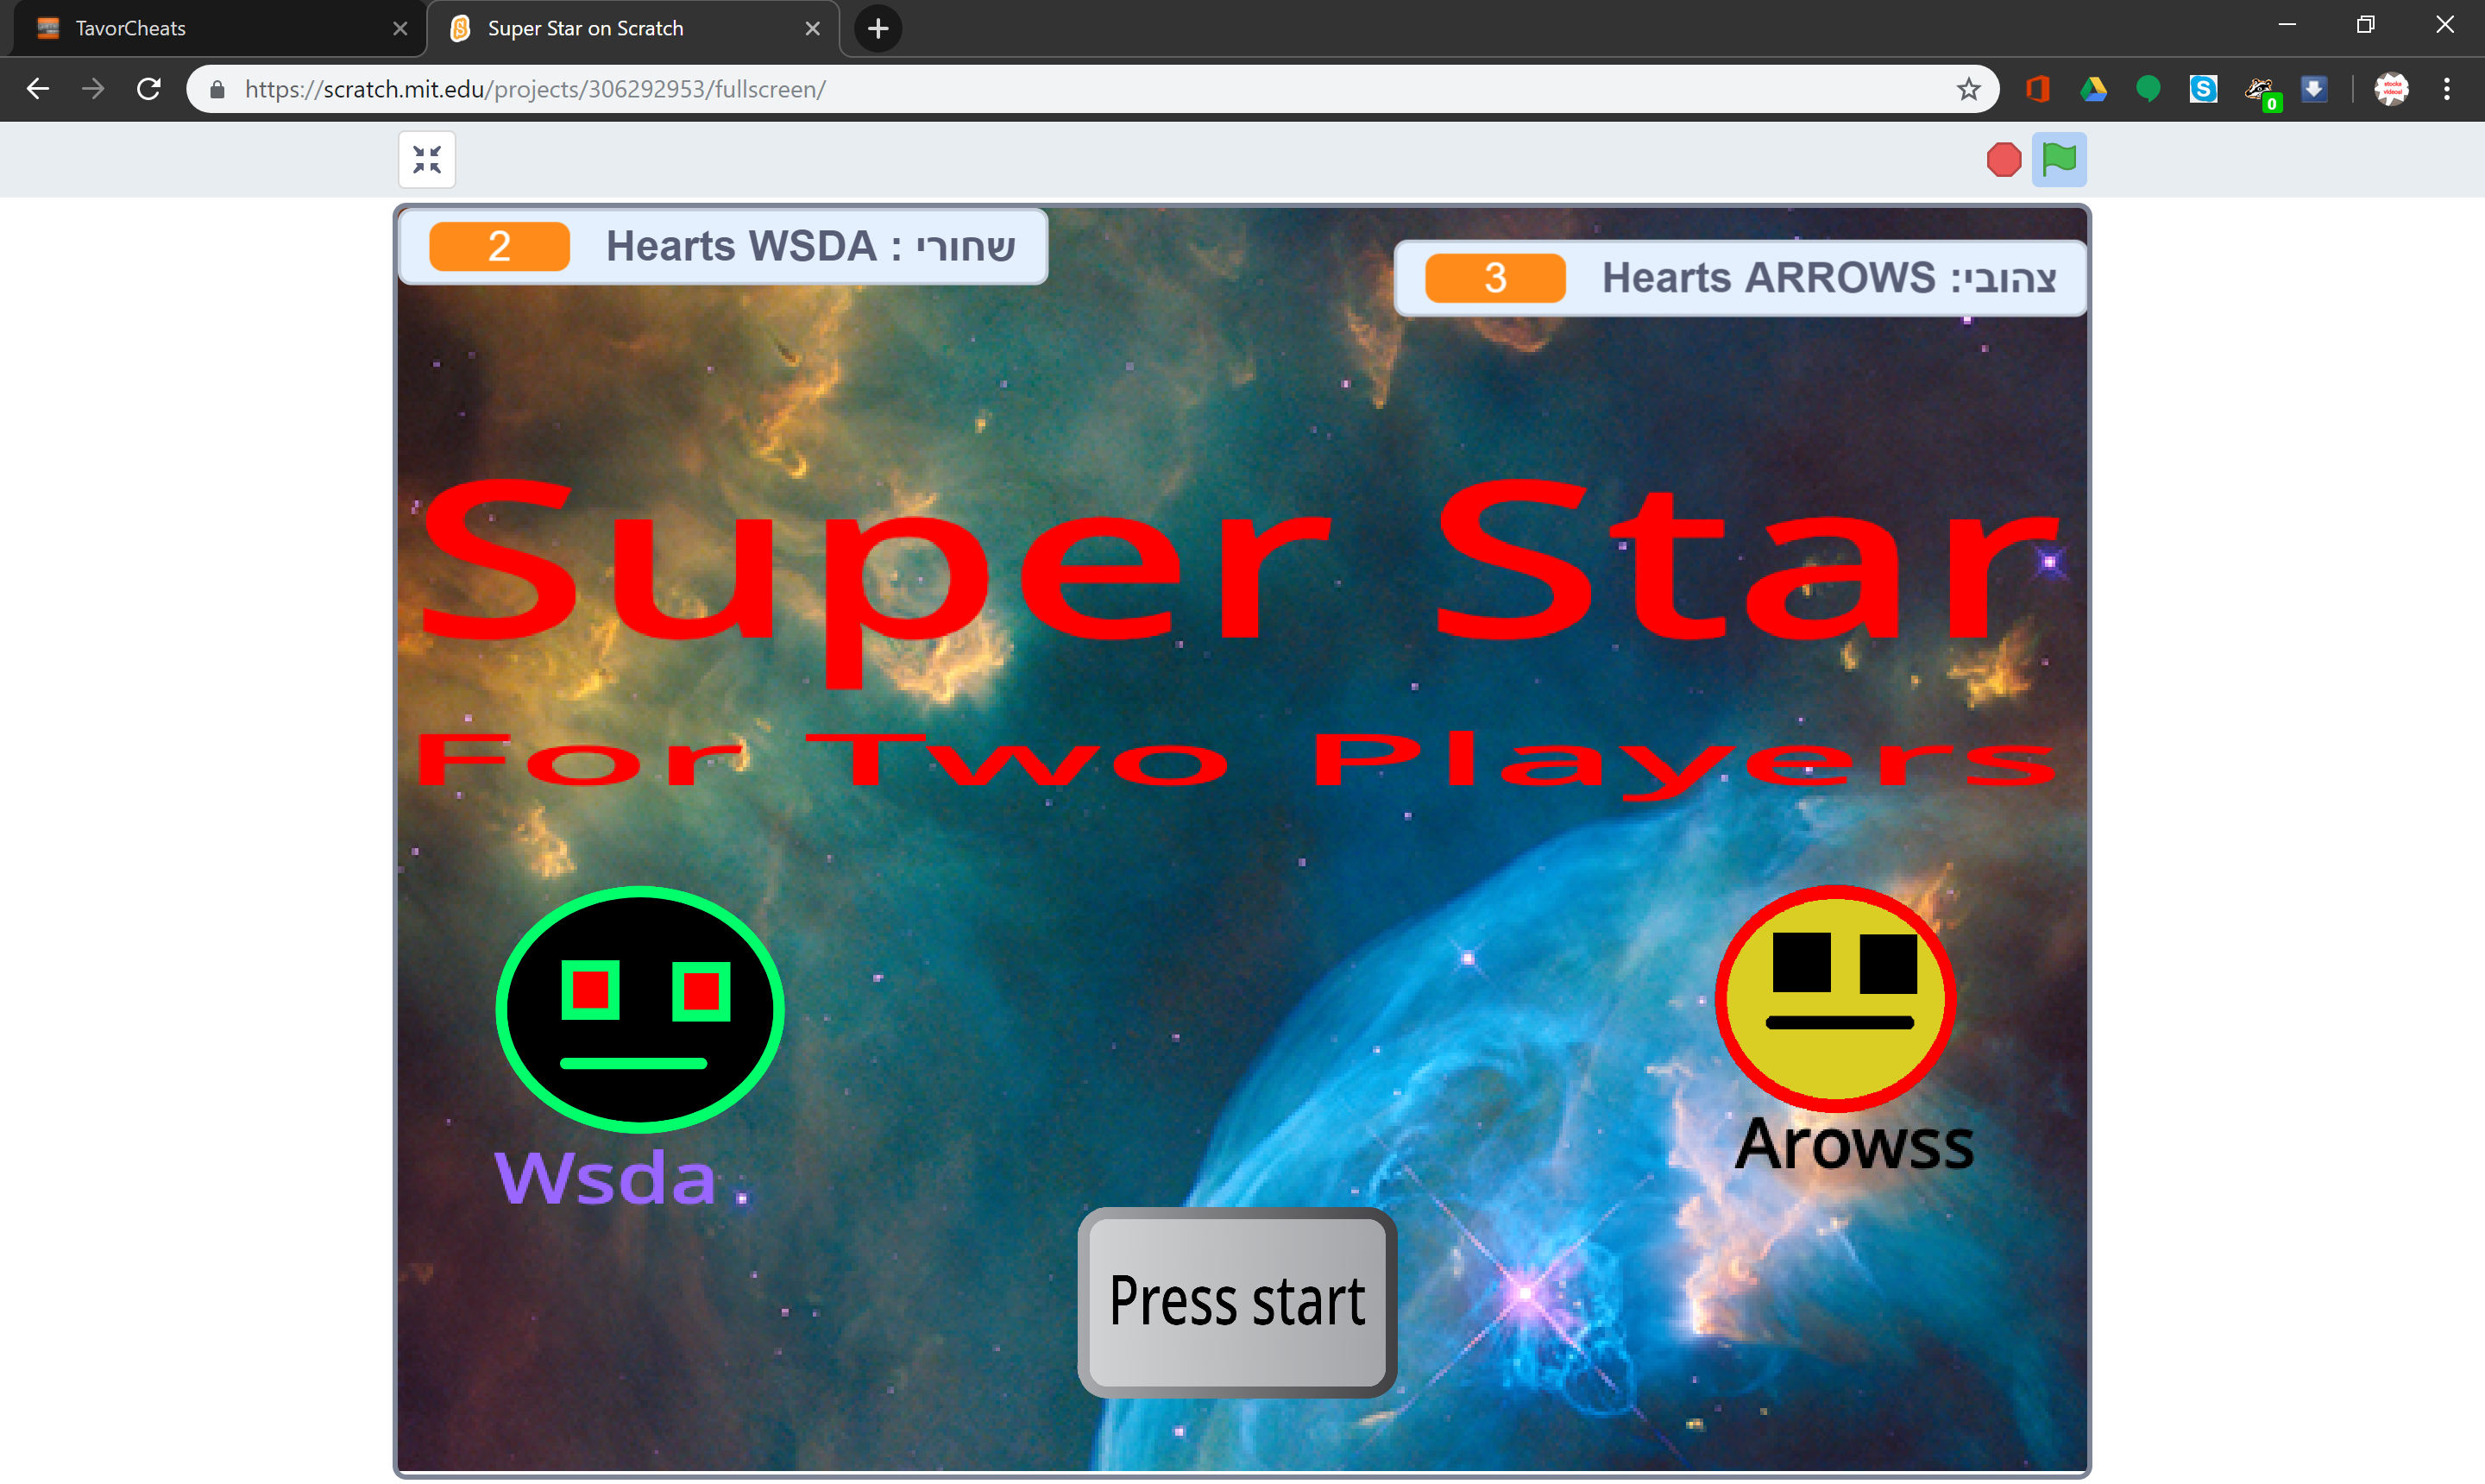 TavorCheats
Super Star on Scratch
https://scratch.mit.edu/projects/306292953/fullscreen/
0
2 Hearts WSDA : שחורי
3 Hearts ARROWS :צהובי
Super Star
For Two Players
Wsda
Arowss
Press start